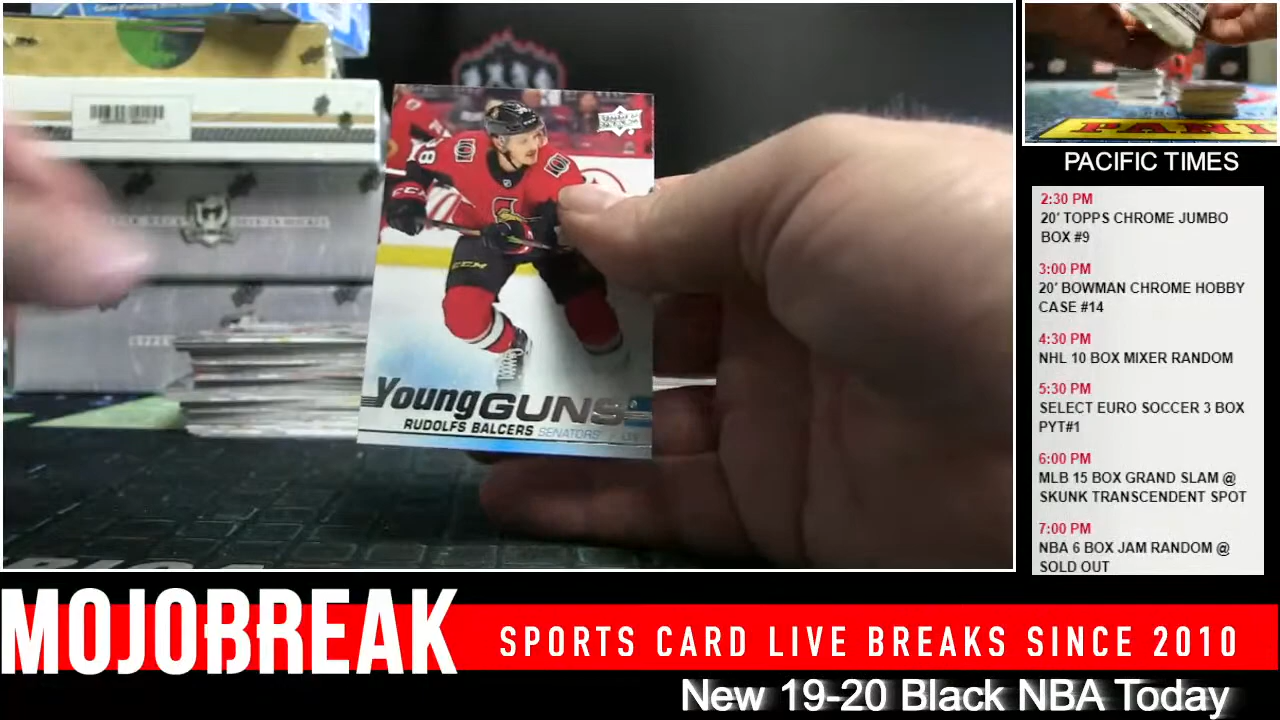 CCM
Young GUNS
RUDOLFS BALCERS SENATORS
PACIFIC TIMES
2:30 PM
20' TOPPS CHROME JUMBO
BOX #9
3:00 PM
20' BOWMAN CHROME HOBBY
CASE #14
4:30 PM
NHL 10 BOX MIXER RANDOM
5:30 PM
SELECT EURO SOCCER 3 BOX
PYT#1
6:00 PM
MLB 15 BOX GRAND SLAM @
SKUNK TRANSCENDENT SPOT
7:00 PM
NBA 6 BOX JAM RANDOM @
SOLD OUT
MOJOBREAK
SPORTS CARD LIVE BREAKS SINCE 2010
New 19-20 Black NBA Today